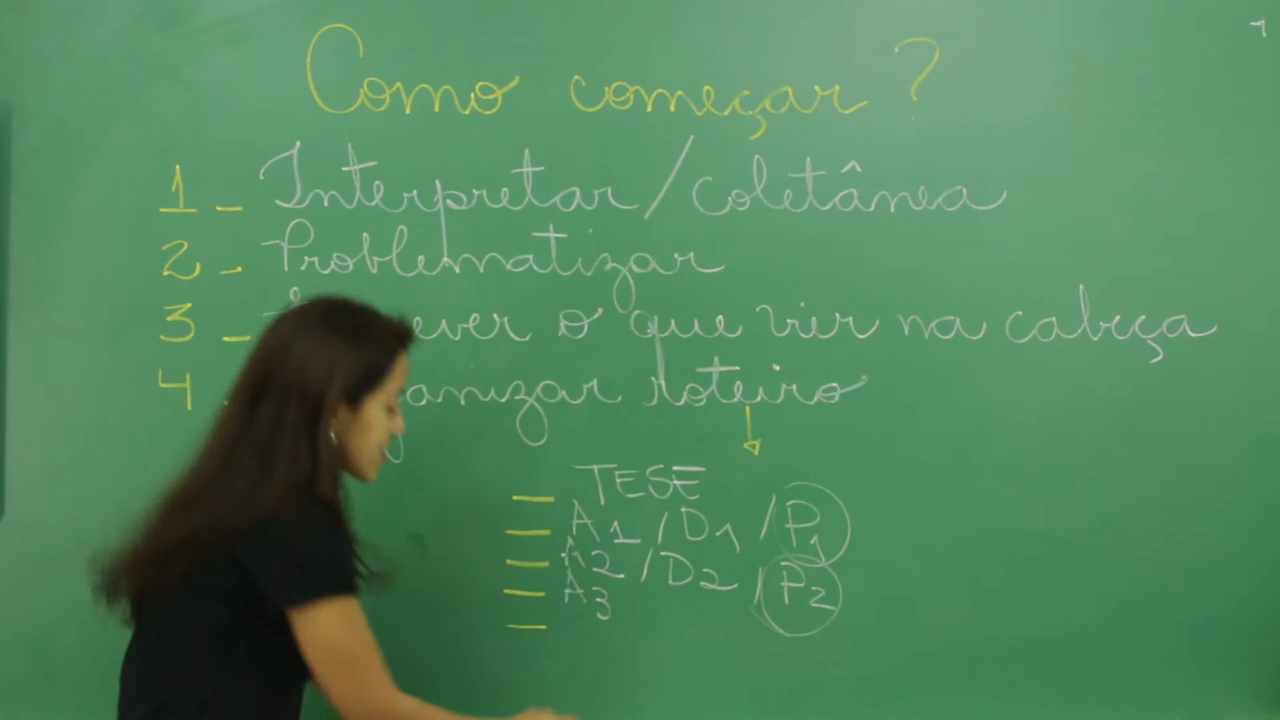 Como começar?
1 - Interpretar/coletânea
2 - Problematizar
3 - ever o que vier na cabeça
4 - anizar roteiro
TESE
A1 / D1 / P1
A2 / D2 / P2
A3